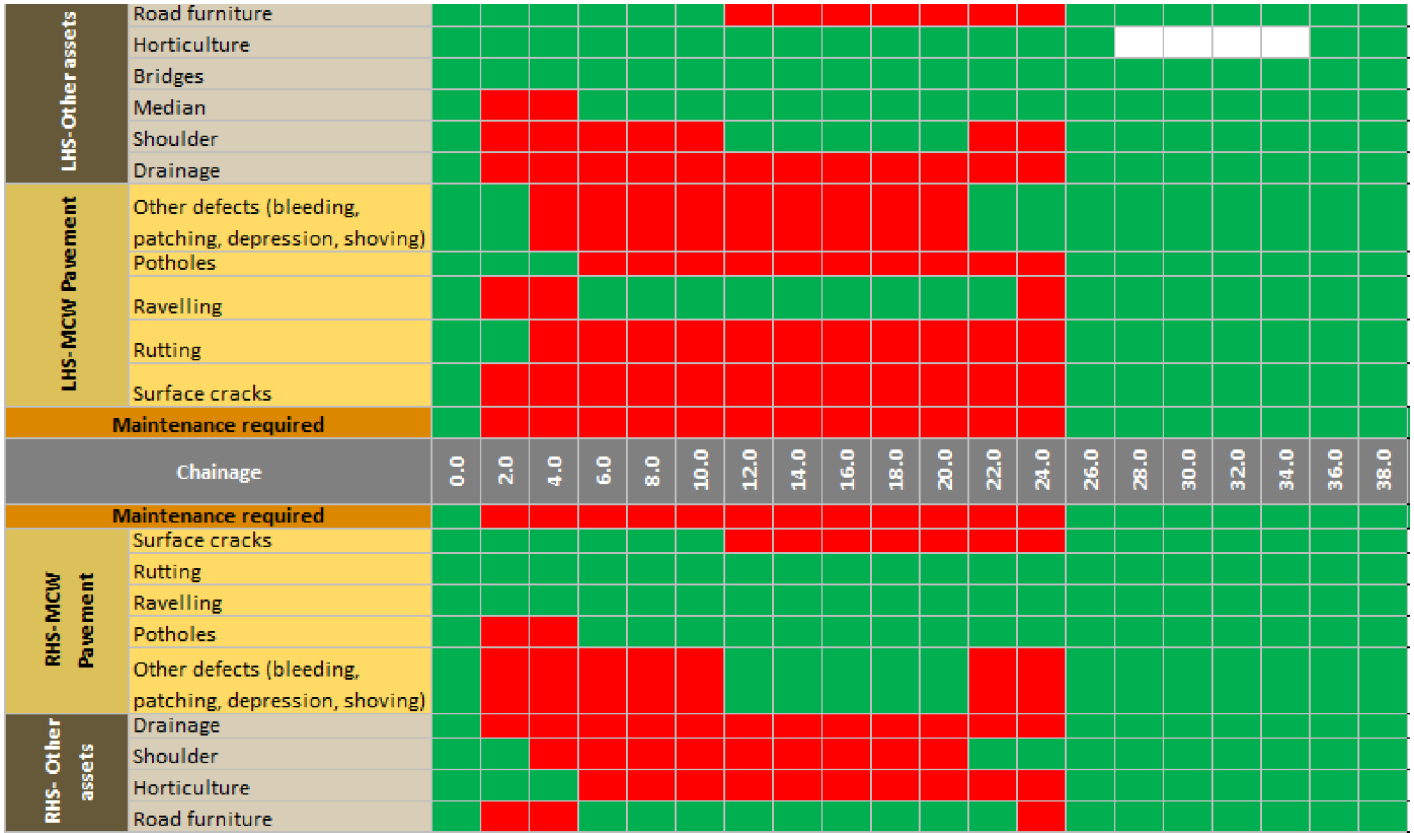 LHS-Other assets
Road furniture
Horticulture
Bridges
Median
Shoulder
Drainage
LHS-MCW Pavement
Other defects (bleeding,
patching, depression, shoving)
Potholes
Ravelling
Rutting
Surface cracks
Maintenance required
Chainage 0.0 2.0 4.0 6.0 8.0 10.0 12.0 14.0 16.0 18.0 20.0 22.0 24.0 26.0 28.0 30.0 32.0 34.0 36.0 38.0
Maintenance required
RHS-MCW
Pavement
Surface cracks
Rutting
Ravelling
Potholes
Other defects (bleeding,
patching, depression, shoving)
RHS- Other
assets
Drainage
Shoulder
Horticulture
Road furniture